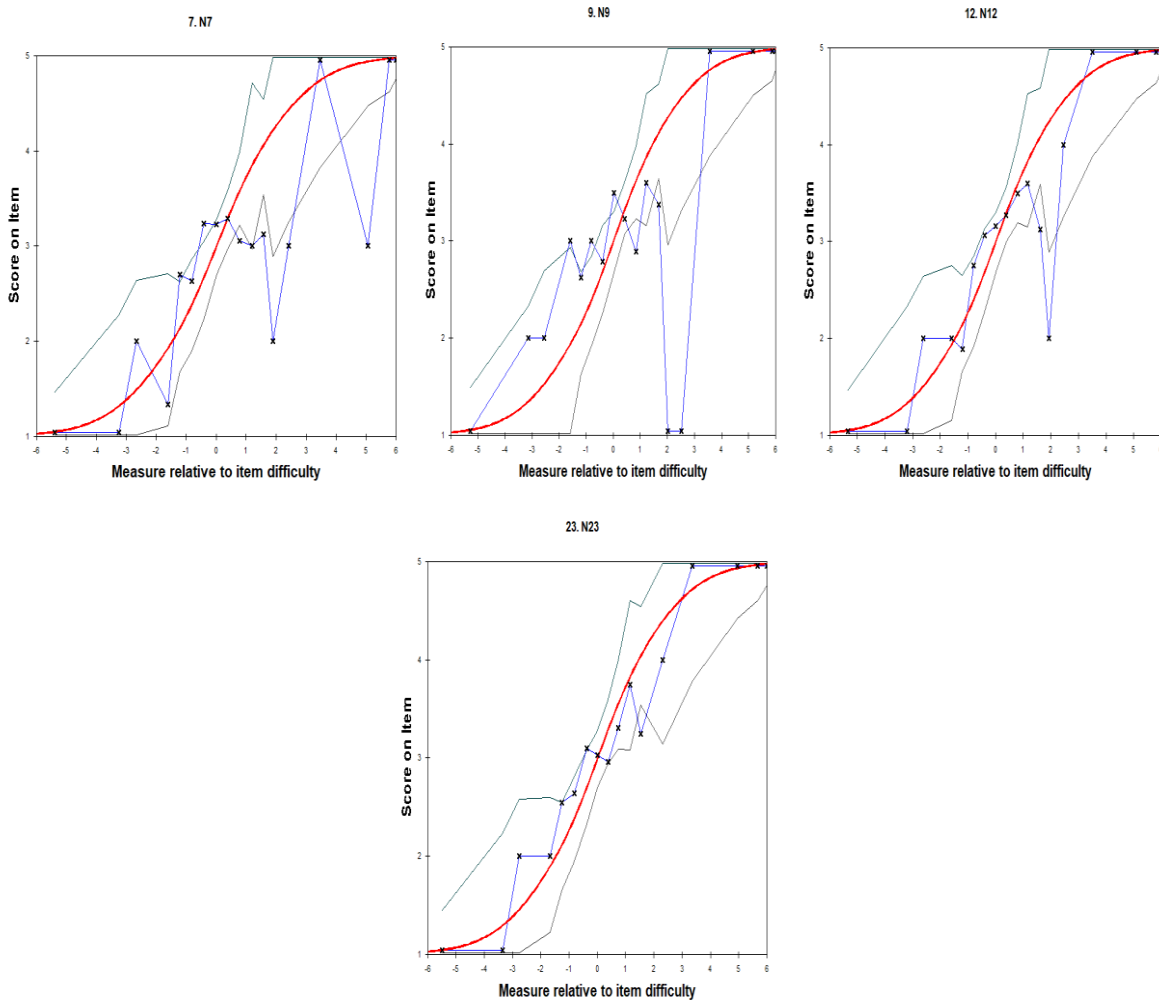 7. N7
5
4
3
2
1
-6 -5 -4 -3 -2 -1 0 1 2 3 4 5 6
Score on Item
Measure relative to item difficulty
9. N9
5
4
3
2
1
-6 -5 -4 -3 -2 -1 0 1 2 3 4 5 6
Score on Item
Measure relative to item difficulty
12. N12
5
4
3
2
1
-6 -5 -4 -3 -2 -1 0 1 2 3 4 5
Score on Item
Measure relative to item difficulty
23. N23
5
4
3
2
1
-6 -5 -4 -3 -2 -1 0 1 2 3 4 5 6
Score on Item
Measure relative to item difficulty